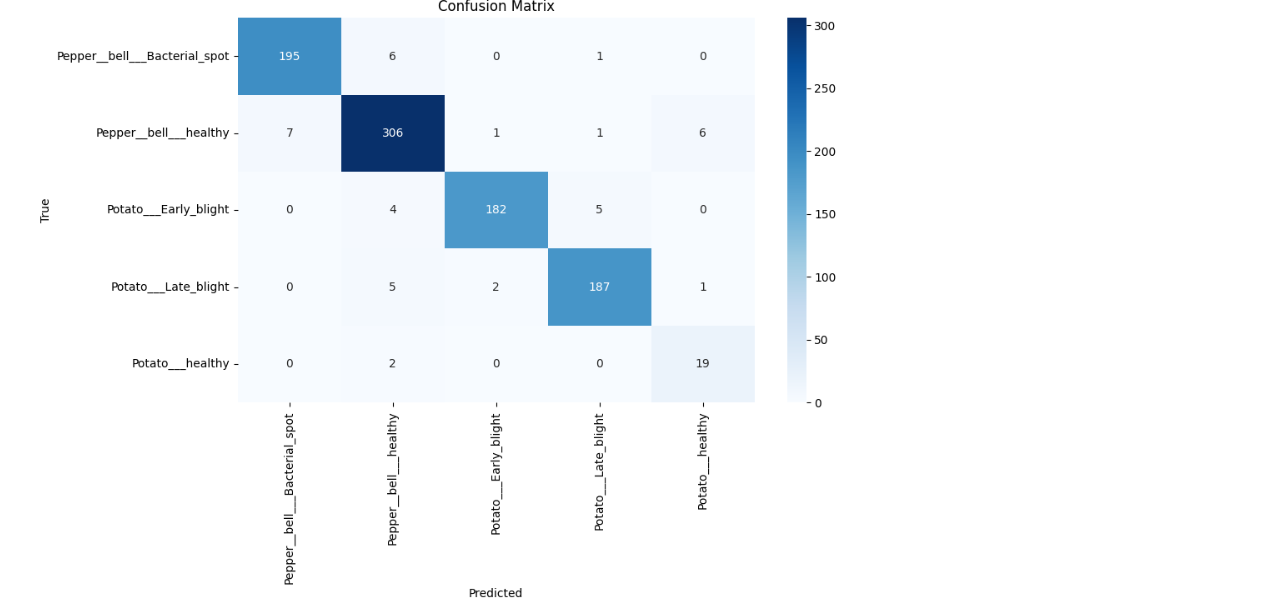 Confusion Matrix
Pepper__bell___Bacterial_spot 195 6 0 1 0
Pepper__bell___healthy 7 306 1 1 6
Potato___Early_blight 0 4 182 5 0
Potato___Late_blight 0 5 2 187 1
Potato___healthy 0 2 0 0 19
True
Pepper__bell___Bacterial_spot
Pepper__bell___healthy
Potato___Early_blight
Potato___Late_blight
Potato___healthy
Predicted
300
250
200
150
100
50
0